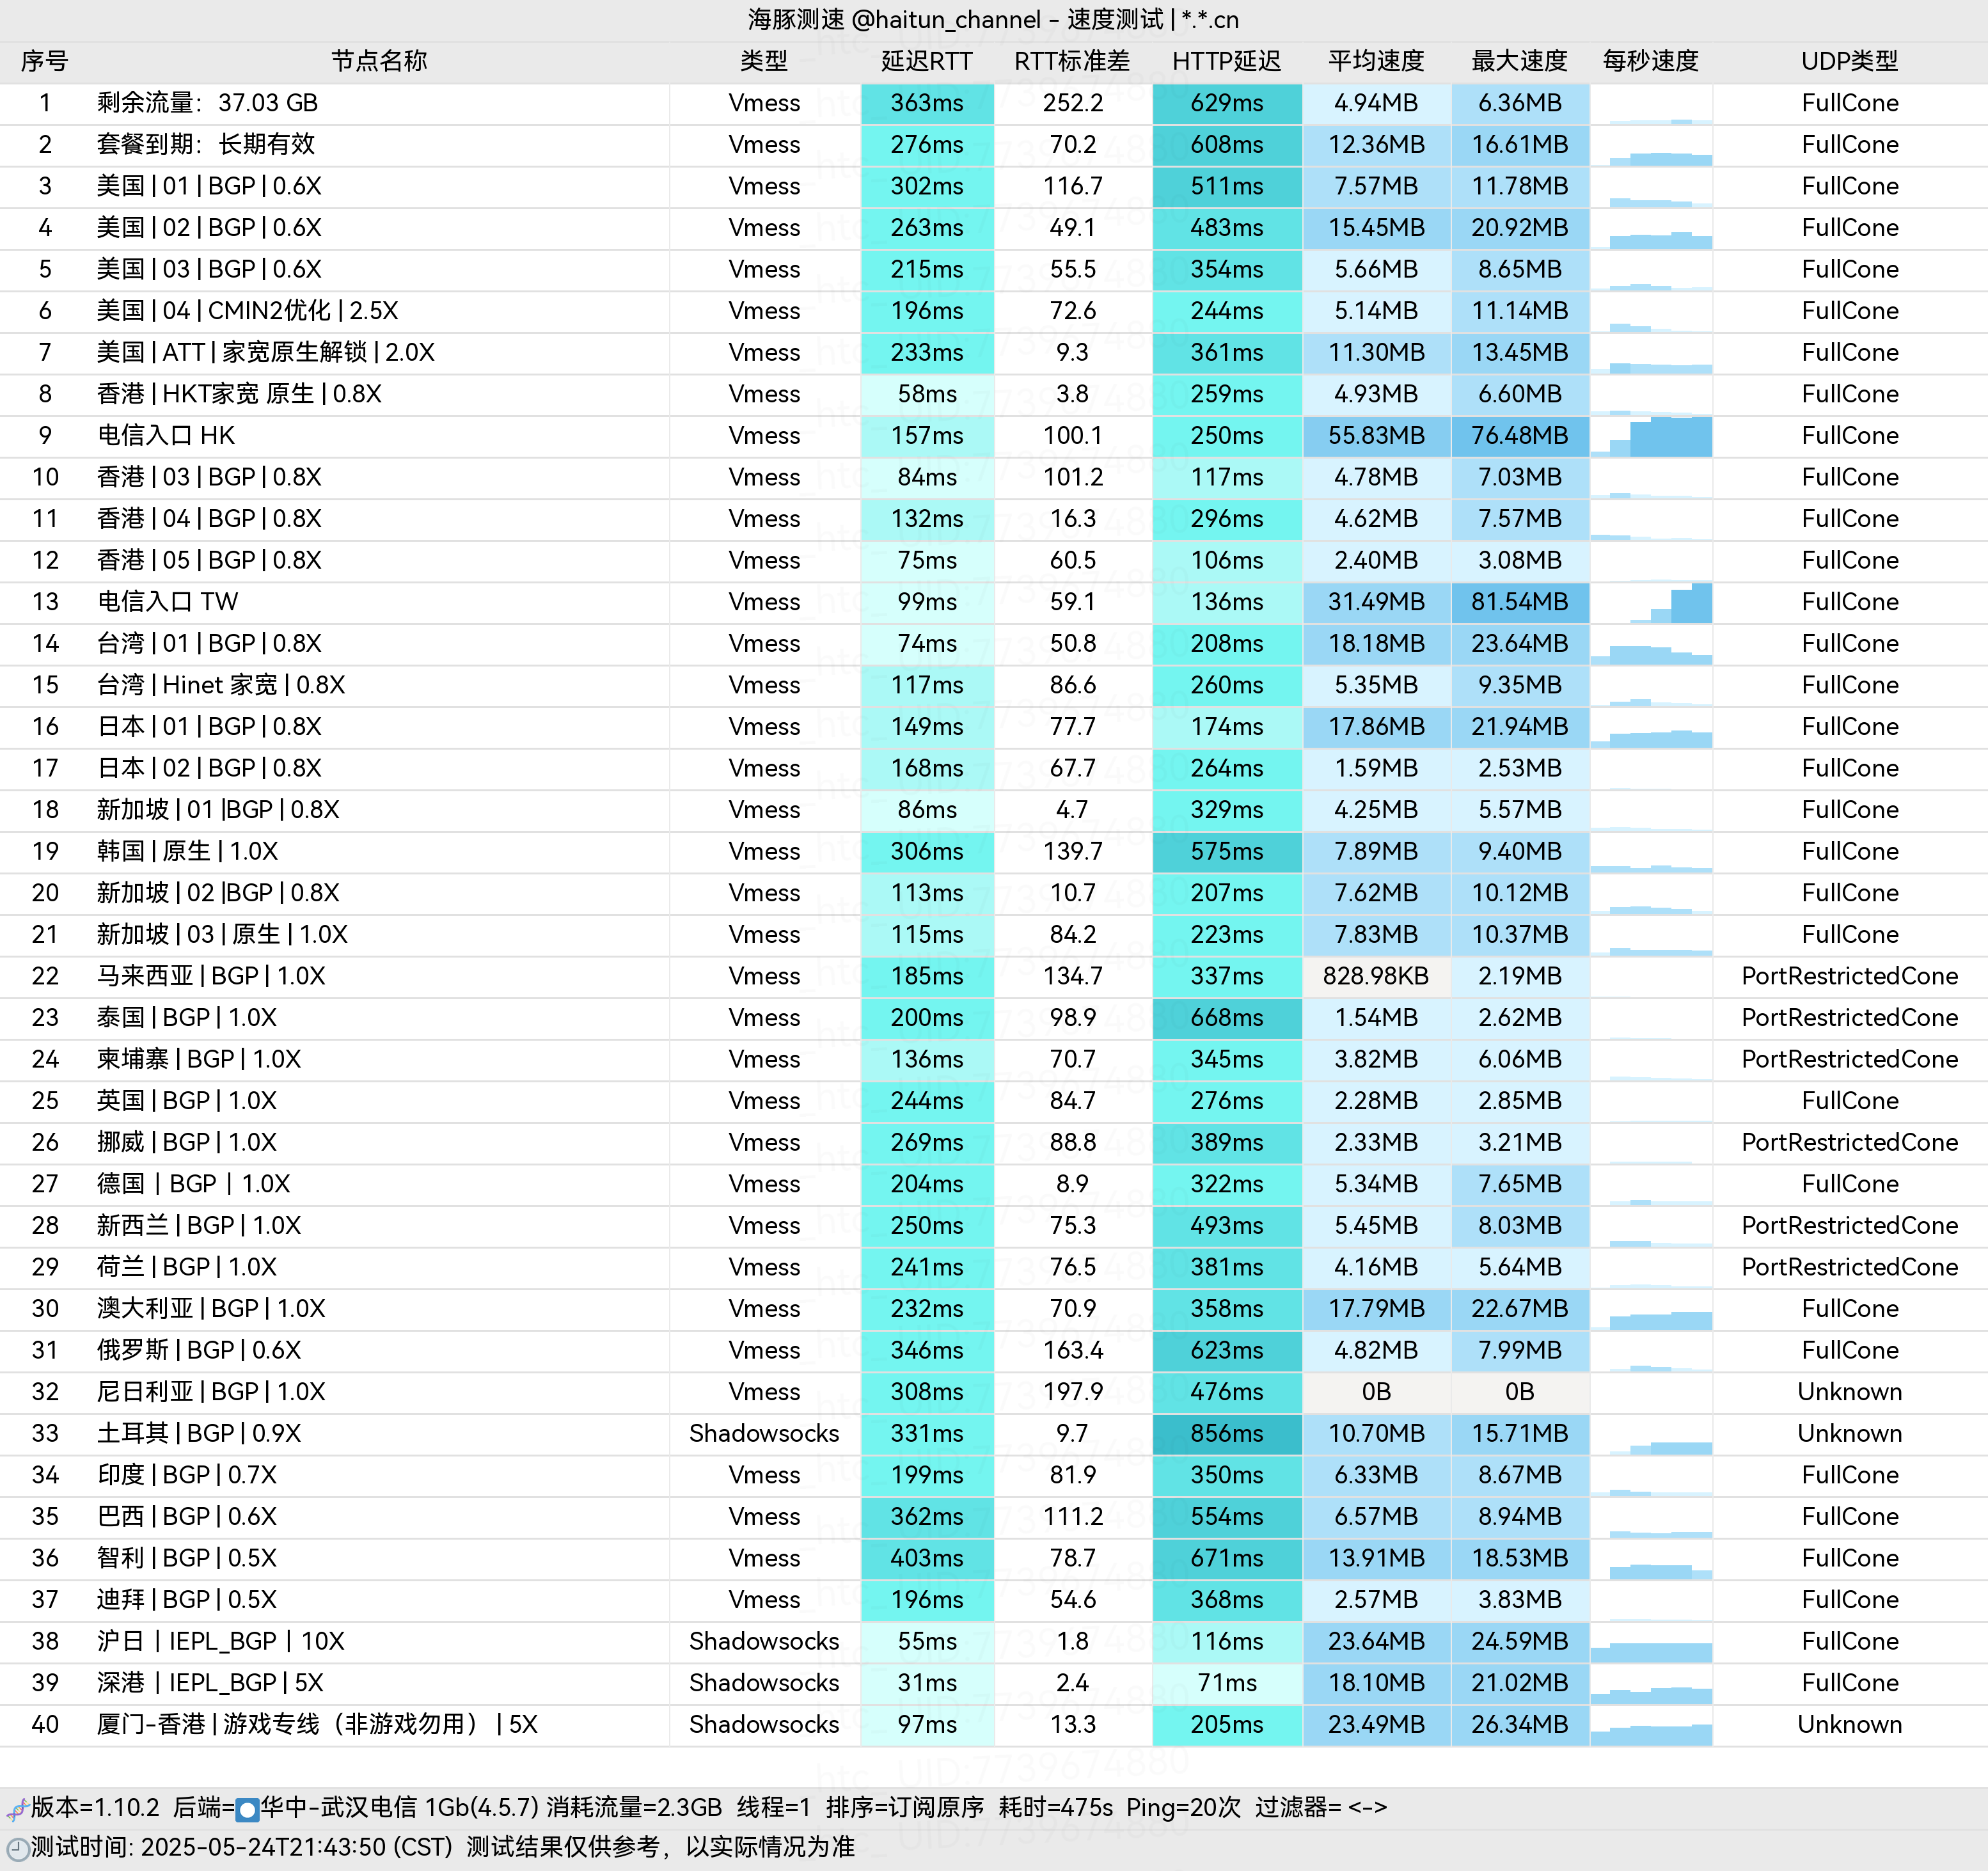 海豚测速 @haitun_channel - 速度测试 | *.*.cn
序号 节点名称 类型 延迟RTT RTT标准差 HTTP延迟 平均速度 最大速度 每秒速度 UDP类型
1 剩余流量：37.03 GB Vmess 363ms 252.2 629ms 4.94MB 6.36MB FullCone
2 套餐到期：长期有效 Vmess 276ms 70.2 608ms 12.36MB 16.61MB FullCone
3 美国 | 01 | BGP | 0.6X Vmess 302ms 116.7 511ms 7.57MB 11.78MB FullCone
4 美国 | 02 | BGP | 0.6X Vmess 263ms 49.1 483ms 15.45MB 20.92MB FullCone
5 美国 | 03 | BGP | 0.6X Vmess 215ms 55.5 354ms 5.66MB 8.65MB FullCone
6 美国 | 04 | CMIN2优化 | 2.5X Vmess 196ms 72.6 244ms 5.14MB 11.14MB FullCone
7 美国 | ATT | 家宽原生解锁 | 2.0X Vmess 233ms 9.3 361ms 11.30MB 13.45MB FullCone
8 香港 | HKT家宽 原生 | 0.8X Vmess 58ms 3.8 259ms 4.93MB 6.60MB FullCone
9 电信入口 HK Vmess 157ms 100.1 250ms 55.83MB 76.48MB FullCone
10 香港 | 03 | BGP | 0.8X Vmess 84ms 101.2 117ms 4.78MB 7.03MB FullCone
11 香港 | 04 | BGP | 0.8X Vmess 132ms 16.3 296ms 4.62MB 7.57MB FullCone
12 香港 | 05 | BGP | 0.8X Vmess 75ms 60.5 106ms 2.40MB 3.08MB FullCone
13 电信入口 TW Vmess 99ms 59.1 136ms 31.49MB 81.54MB FullCone
14 台湾 | 01 | BGP | 0.8X Vmess 74ms 50.8 208ms 18.18MB 23.64MB FullCone
15 台湾 | Hinet 家宽 | 0.8X Vmess 117ms 86.6 260ms 5.35MB 9.35MB FullCone
16 日本 | 01 | BGP | 0.8X Vmess 149ms 77.7 174ms 17.86MB 21.94MB FullCone
17 日本 | 02 | BGP | 0.8X Vmess 168ms 67.7 264ms 1.59MB 2.53MB FullCone
18 新加坡 | 01 |BGP | 0.8X Vmess 86ms 4.7 329ms 4.25MB 5.57MB FullCone
19 韩国 | 原生 | 1.0X Vmess 306ms 139.7 575ms 7.89MB 9.40MB FullCone
20 新加坡 | 02 |BGP | 0.8X Vmess 113ms 10.7 207ms 7.62MB 10.12MB FullCone
21 新加坡 | 03 | 原生 | 1.0X Vmess 115ms 84.2 223ms 7.83MB 10.37MB FullCone
22 马来西亚 | BGP | 1.0X Vmess 185ms 134.7 337ms 828.98KB 2.19MB PortRestrictedCone
23 泰国 | BGP | 1.0X Vmess 200ms 98.9 668ms 1.54MB 2.62MB PortRestrictedCone
24 柬埔寨 | BGP | 1.0X Vmess 136ms 70.7 345ms 3.82MB 6.06MB PortRestrictedCone
25 英国 | BGP | 1.0X Vmess 244ms 84.7 276ms 2.28MB 2.85MB FullCone
26 挪威 | BGP | 1.0X Vmess 269ms 88.8 389ms 2.33MB 3.21MB PortRestrictedCone
27 德国｜BGP｜1.0X Vmess 204ms 8.9 322ms 5.34MB 7.65MB FullCone
28 新西兰 | BGP | 1.0X Vmess 250ms 75.3 493ms 5.45MB 8.03MB PortRestrictedCone
29 荷兰 | BGP | 1.0X Vmess 241ms 76.5 381ms 4.16MB 5.64MB PortRestrictedCone
30 澳大利亚 | BGP | 1.0X Vmess 232ms 70.9 358ms 17.79MB 22.67MB FullCone
31 俄罗斯 | BGP | 0.6X Vmess 346ms 163.4 623ms 4.82MB 7.99MB FullCone
32 尼日利亚 | BGP | 1.0X Vmess 308ms 197.9 476ms 0B 0B Unknown
33 土耳其 | BGP | 0.9X Shadowsocks 331ms 9.7 856ms 10.70MB 15.71MB Unknown
34 印度 | BGP | 0.7X Vmess 199ms 81.9 350ms 6.33MB 8.67MB FullCone
35 巴西 | BGP | 0.6X Vmess 362ms 111.2 554ms 6.57MB 8.94MB FullCone
36 智利 | BGP | 0.5X Vmess 403ms 78.7 671ms 13.91MB 18.53MB FullCone
37 迪拜 | BGP | 0.5X Vmess 196ms 54.6 368ms 2.57MB 3.83MB FullCone
38 沪日｜IEPL_BGP｜10X Shadowsocks 55ms 1.8 116ms 23.64MB 24.59MB FullCone
39 深港｜IEPL_BGP | 5X Shadowsocks 31ms 2.4 71ms 18.10MB 21.02MB FullCone
40 厦门-香港 | 游戏专线（非游戏勿用） | 5X Shadowsocks 97ms 13.3 205ms 23.49MB 26.34MB Unknown
版本=1.10.2 后端=华中-武汉电信 1Gb(4.5.7) 消耗流量=2.3GB 线程=1 排序=订阅原序 耗时=475s Ping=20次 过滤器= <->
测试时间: 2025-05-24T21:43:50 (CST) 测试结果仅供参考，以实际情况为准